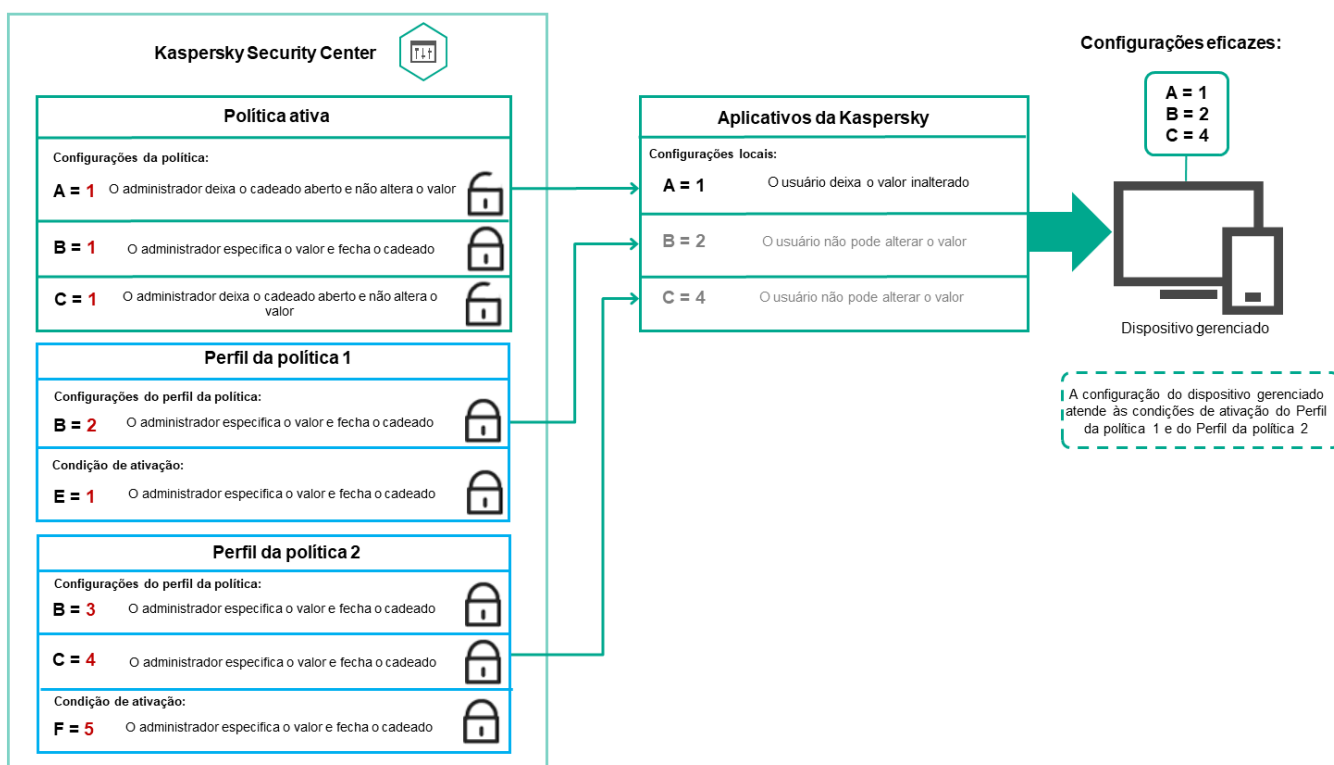 Kaspersky Security Center
Política ativa
Configurações da política:
A = 1 O administrador deixa o cadeado aberto e não altera o valor
B = 1 O administrador especifica o valor e fecha o cadeado
C = 1 O administrador deixa o cadeado aberto e não altera o
valor
Perfil da política 1
Configurações do perfil da política:
B = 2 O administrador especifica o valor e fecha o cadeado
Condição de ativação:
E = 1 O administrador especifica o valor e fecha o cadeado
Perfil da política 2
Configurações do perfil da política:
B = 3 O administrador especifica o valor e fecha o cadeado
C = 4 O administrador especifica o valor e fecha o cadeado
Condição de ativação:
F = 5 O administrador especifica o valor e fecha o cadeado
Aplicativos da Kaspersky
Configurações locais:
A = 1 O usuário deixa o valor inalterado
B = 2 O usuário não pode alterar o valor
C = 4 O usuário não pode alterar o valor
Configurações eficazes:
A = 1
B = 2
C = 4
Dispositivo gerenciado
A configuração do dispositivo gerenciado
atende às condições de ativação do Perfil
da política 1 e do Perfil da política 2